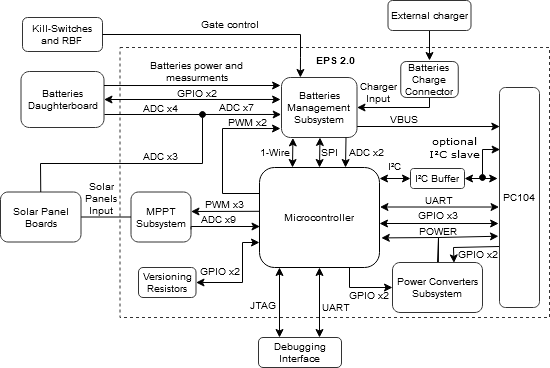 External charger
Kill-Switches
and RBF
Gate control
EPS 2.0
Batteries power and
measurments
Batteries
Charge
Connector
Batteries
Daughterboard
GPIO x2
Batteries
Management
Subsystem
Charger
Input
ADC x4
ADC x7
PWM x2
VBUS
optional
I²C slave
1-Wire
SPI
ADC x2
ADC x3
I²C
I²C Buffer
PC104
Solar
Panels
Input
Solar Panel
Boards
MPPT
Subsystem
PWM x3
ADC x9
Microcontroller
UART
GPIO x3
POWER
GPIO x2
Versioning
Resistors
GPIO x2
Power Converters
Subsystem
GPIO x2
JTAG
UART
Debugging
Interface